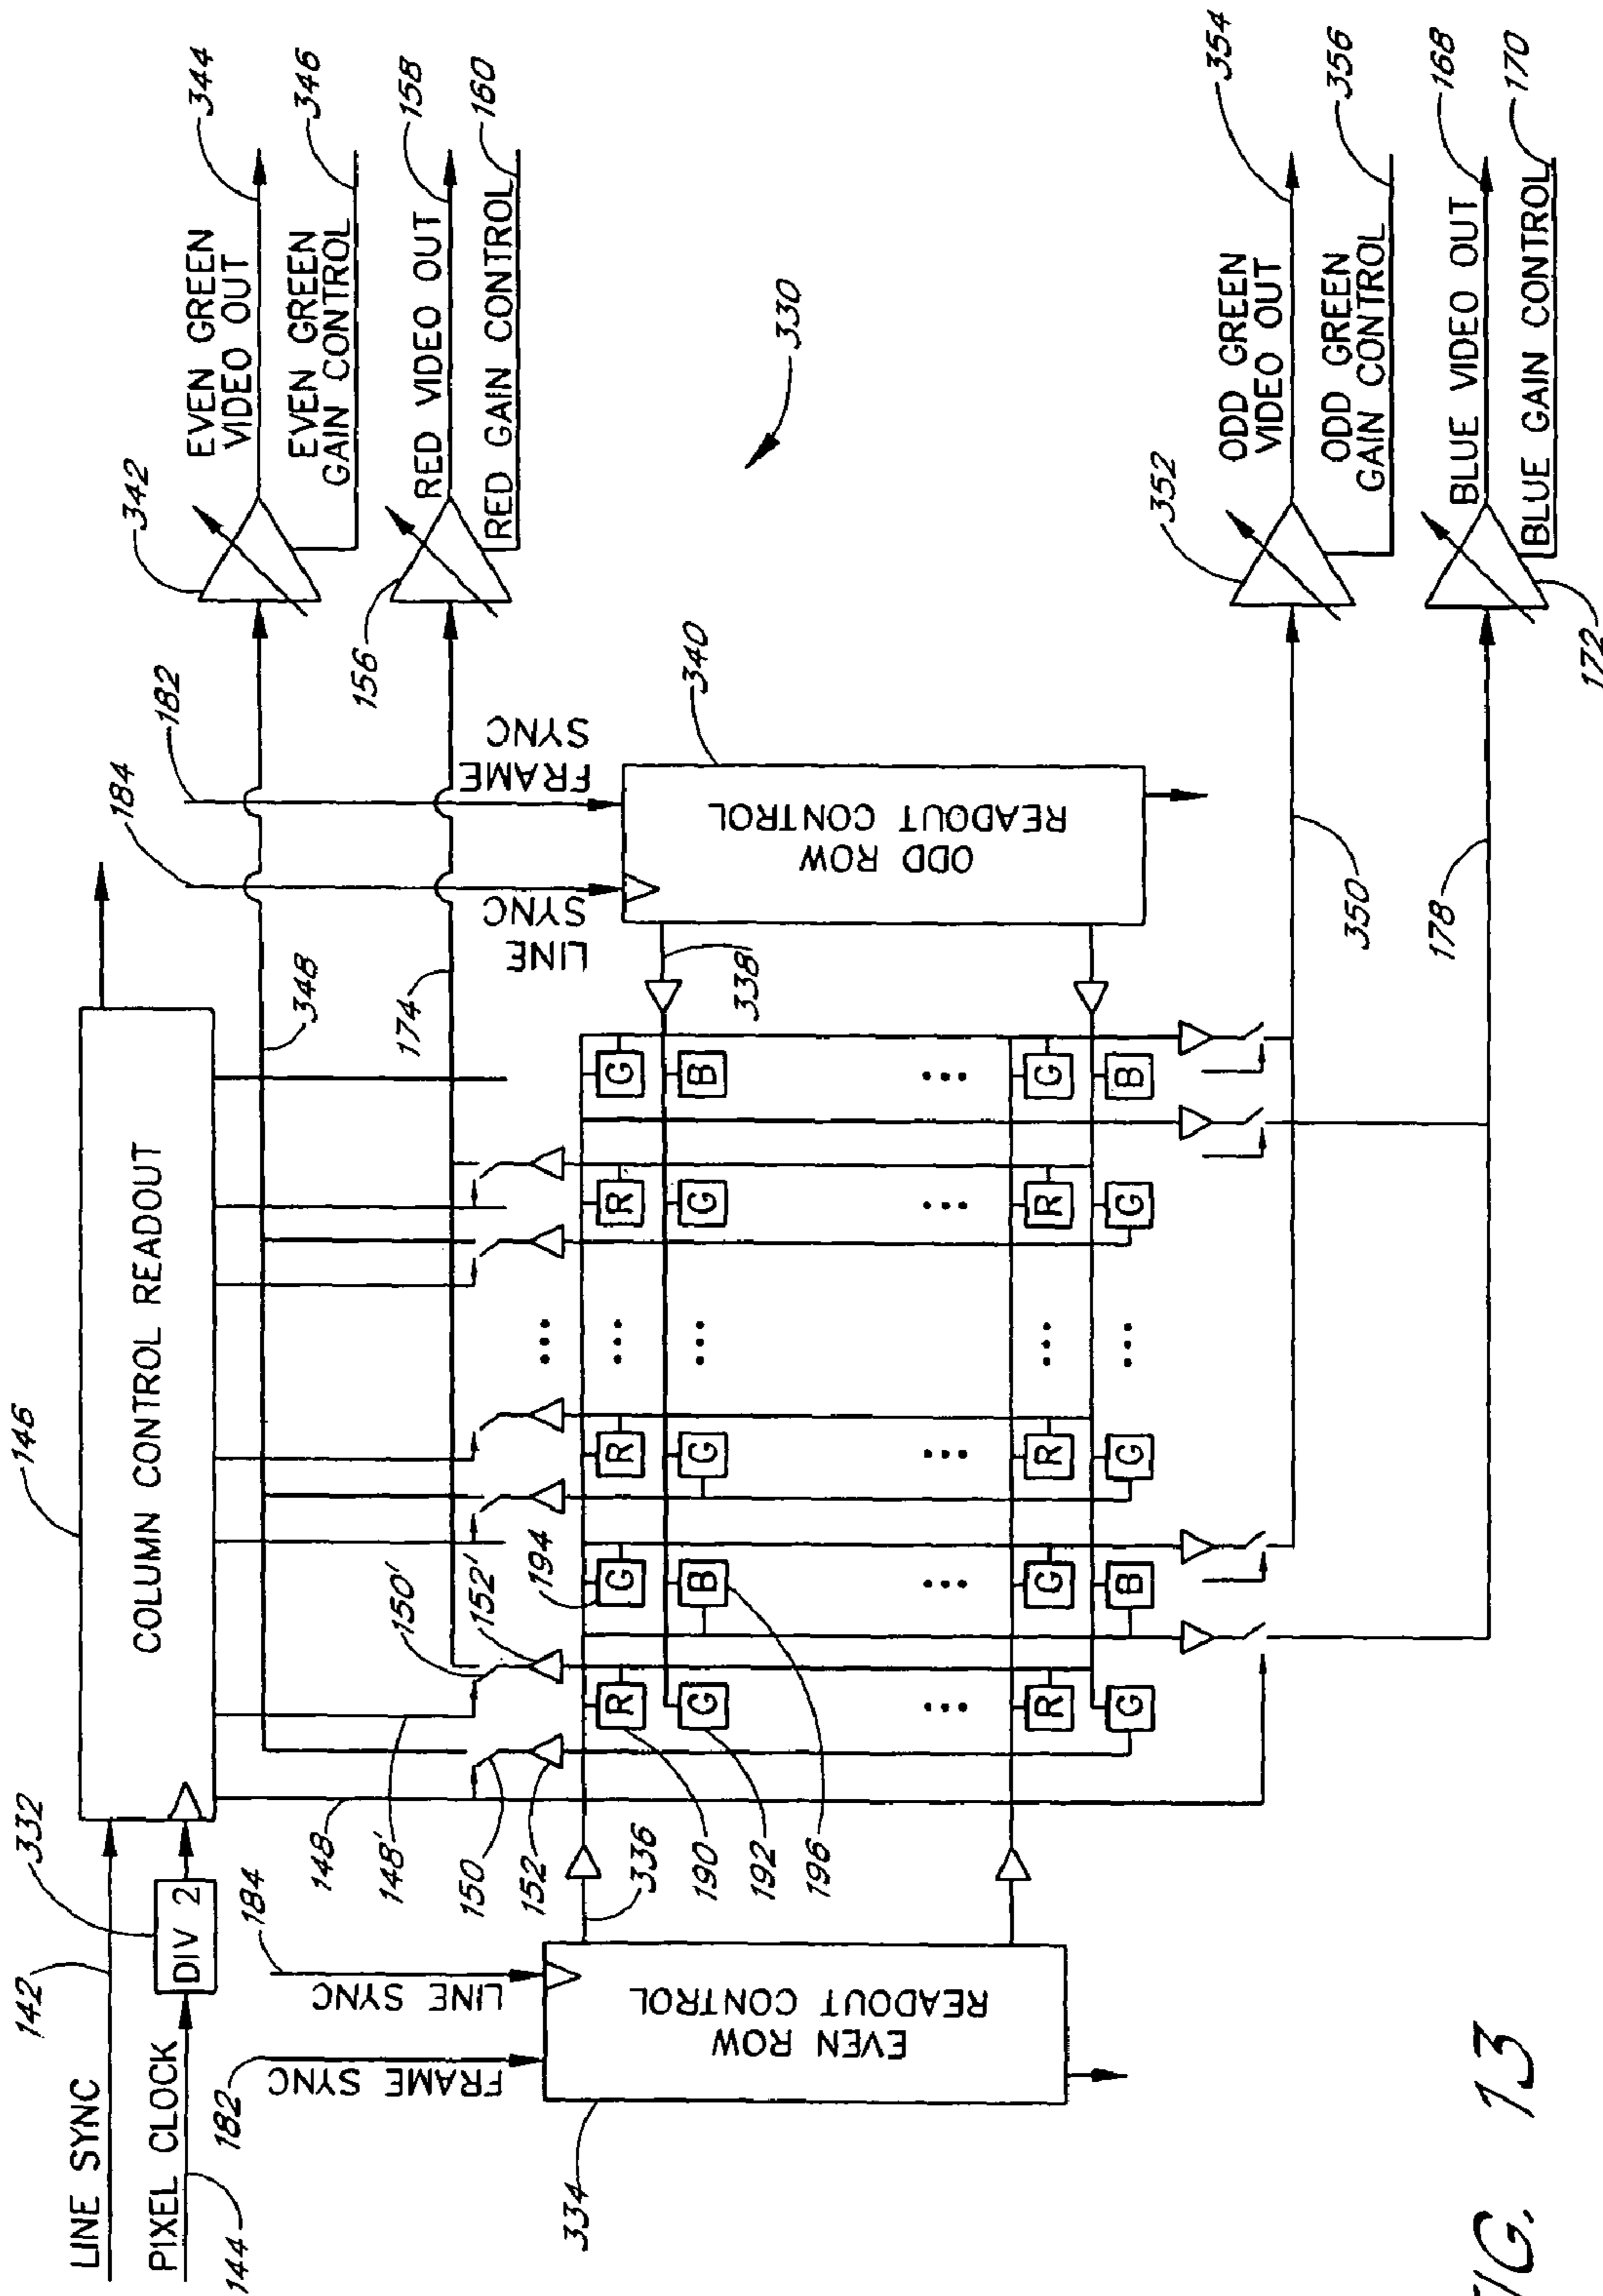 LINE SYNC
142
PIXEL CLOCK
144
DIV 2
332
COLUMN CONTROL READOUT
146
348
184
182
342
EVEN GREEN
VIDEO OUT
344
EVEN GREEN
GAIN CONTROL
346
174
156
RED VIDEO OUT
158
RED GAIN CONTROL
160
148
148'
150
152
150'
152'
182
FRAME SYNC
184
LINE SYNC
334
EVEN ROW
READOUT CONTROL
336
190
192
194
196
R G R ... R G
G B G ... G B
... ... ... ... ...
R G R ... R G
G B G ... G B
LINE
SYNC
FRAME
SYNC
338
340
ODD ROW
READOUT CONTROL
330
350
352
ODD GREEN
VIDEO OUT
354
ODD GREEN
GAIN CONTROL
356
178
172
BLUE VIDEO OUT
168
BLUE GAIN CONTROL
170
IG. 13